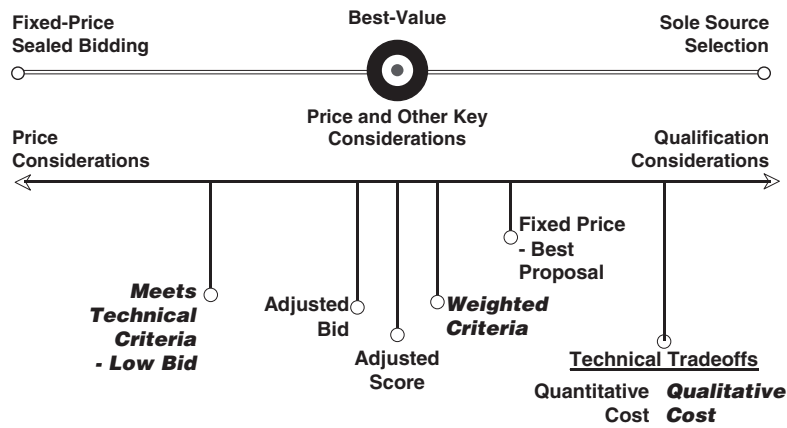 Fixed-Price
Sealed Bidding
Best-Value
Sole Source
Selection
Price and Other Key
Considerations
Price
Considerations
Qualification
Considerations
Meets
Technical
Criteria
- Low Bid
Adjusted
Bid
Adjusted
Score
Weighted
Criteria
Fixed Price
- Best
Proposal
Technical Tradeoffs
Quantitative
Cost
Qualitative
Cost